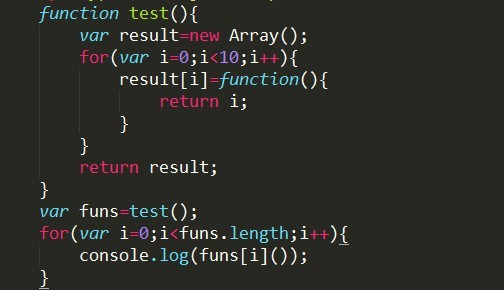 function test(){
    var result=new Array();
    for(var i=0;i<10;i++){
        result[i]=function(){
            return i;
        }
    }
    return result;
}
var funs=test();
for(var i=0;i<funs.length;i++){
    console.log(funs[i]());
}